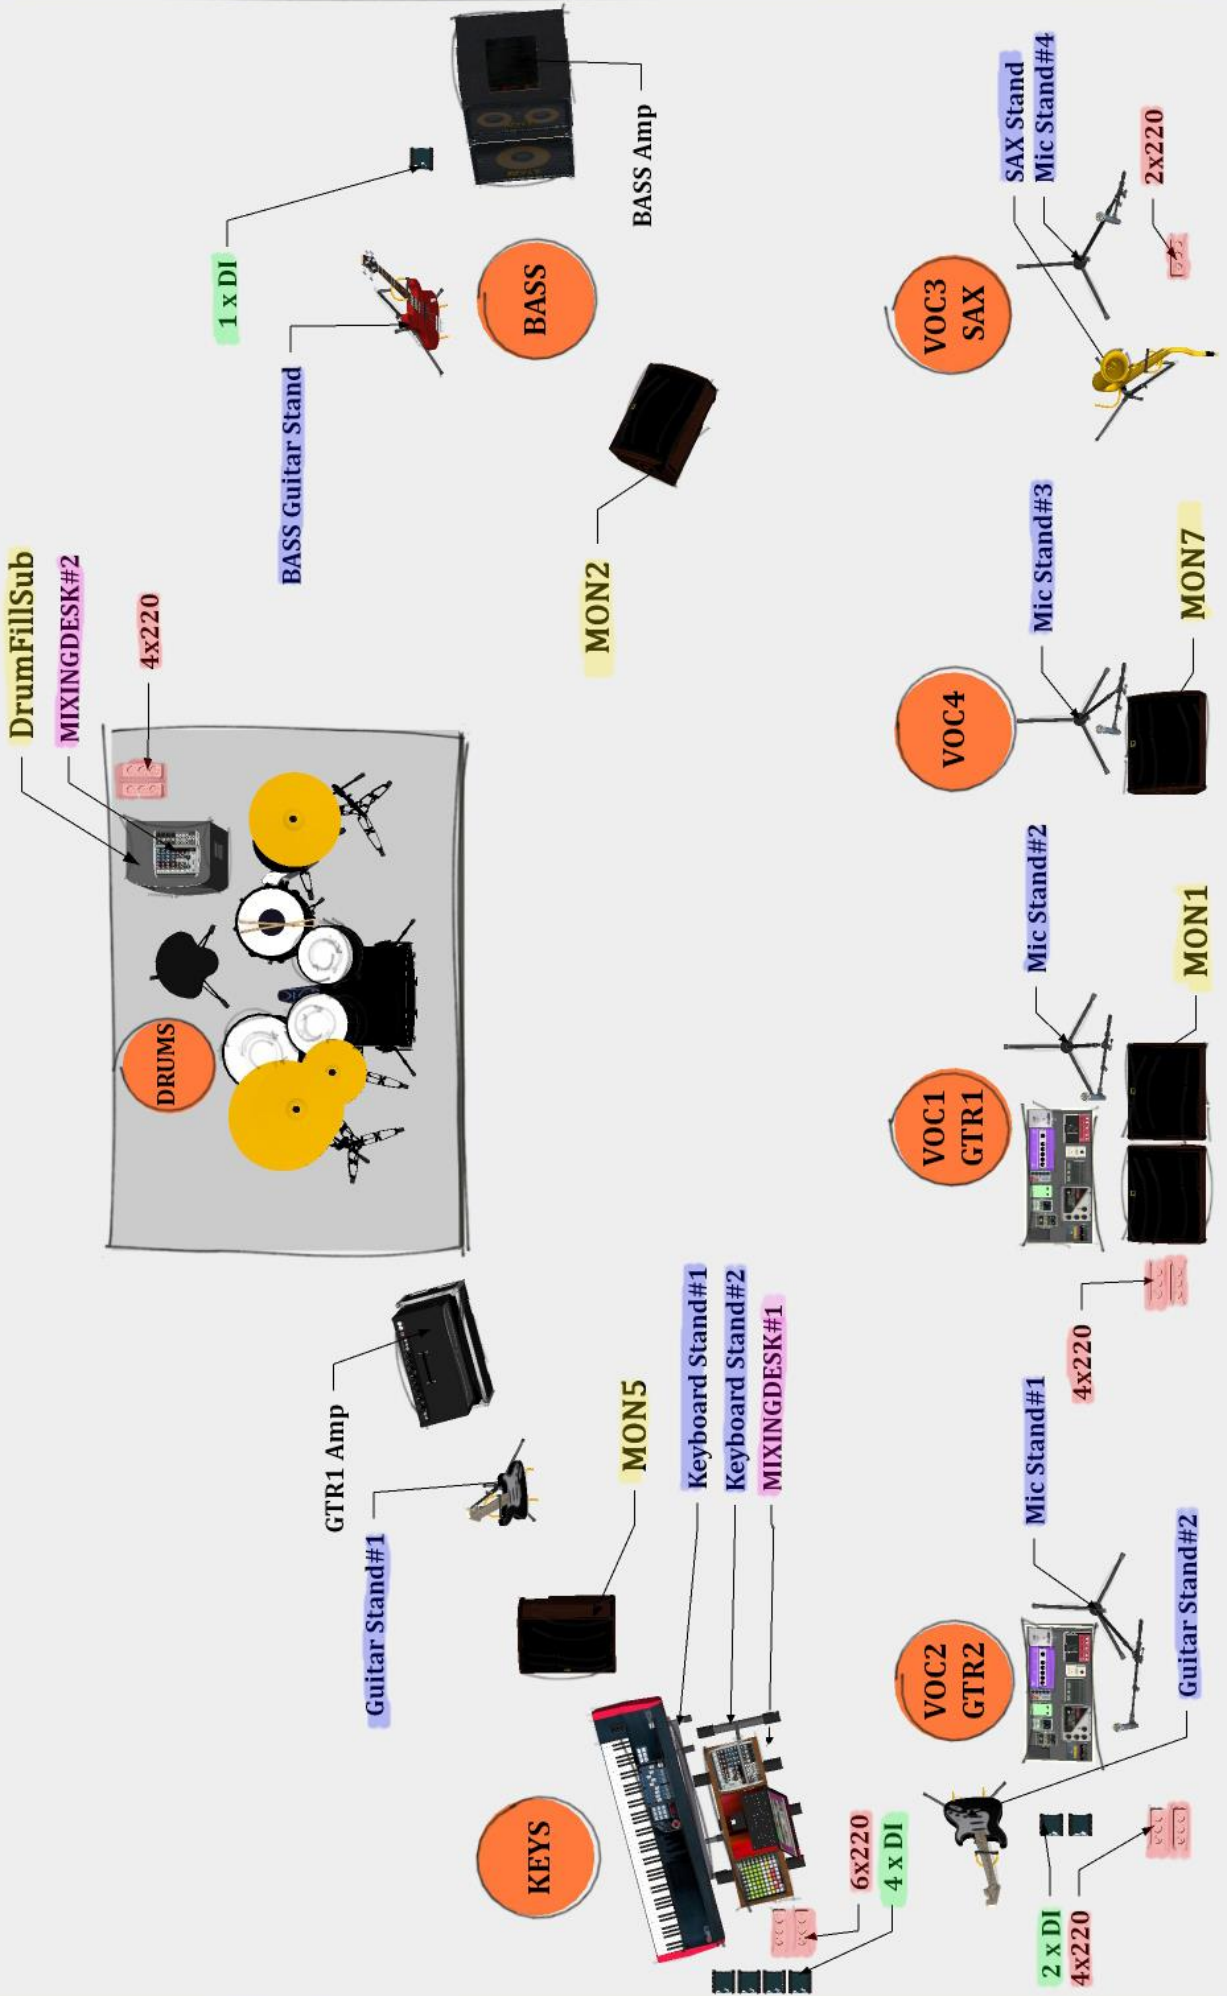 DrumFillSub
MIXINGDESK#2
4x220
1 x DI
BASS Guitar Stand
DRUMS
GTR1 Amp
Guitar Stand#1
BASS
BASS Amp
MON2
MON5
KEYS
Keyboard Stand#1
Keyboard Stand#2
MIXINGDESK#1
6x220
4 x DI
VOC2
GTR2
VOC1
GTR1
VOC4
VOC3
SAX
SAX Stand
Mic Stand#4
Mic Stand#1
Mic Stand#2
Mic Stand#3
2 x DI
4x220
4x220
2x220
Guitar Stand#2
MON1
MON7